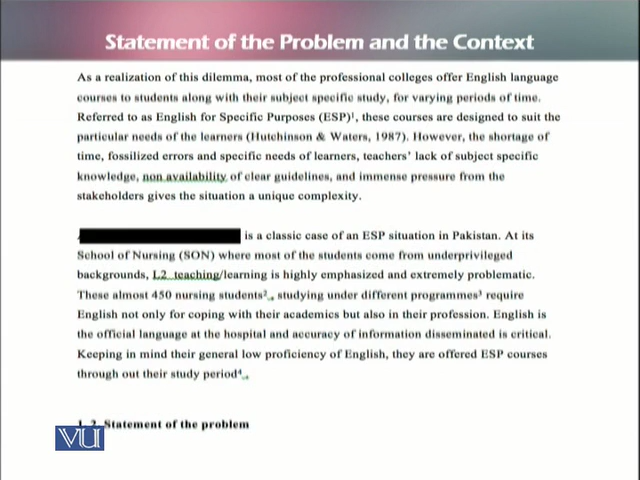 Statement of the Problem and the Context
As a realization of this dilemma, most of the professional colleges offer English language
courses to students along with their subject specific study, for varying periods of time.
Referred to as English for Specific Purposes (ESP)¹, these courses are designed to suit the
particular needs of the learners (Hutchinson & Waters, 1987). However, the shortage of
time, fossilized errors and specific needs of learners, teachers' lack of subject specific
knowledge, non availability of clear guidelines, and immense pressure from the
stakeholders gives the situation a unique complexity.
is a classic case of an ESP situation in Pakistan. At its
School of Nursing (SON) where most of the students come from underprivileged
backgrounds, L2 teaching/learning is highly emphasized and extremely problematic.
These almost 450 nursing students², studying under different programmes³ require
English not only for coping with their academics but also in their profession. English is
the official language at the hospital and accuracy of information disseminated is critical.
Keeping in mind their general low proficiency of English, they are offered ESP courses
through out their study period⁴.
1. 2. Statement of the problem
VU